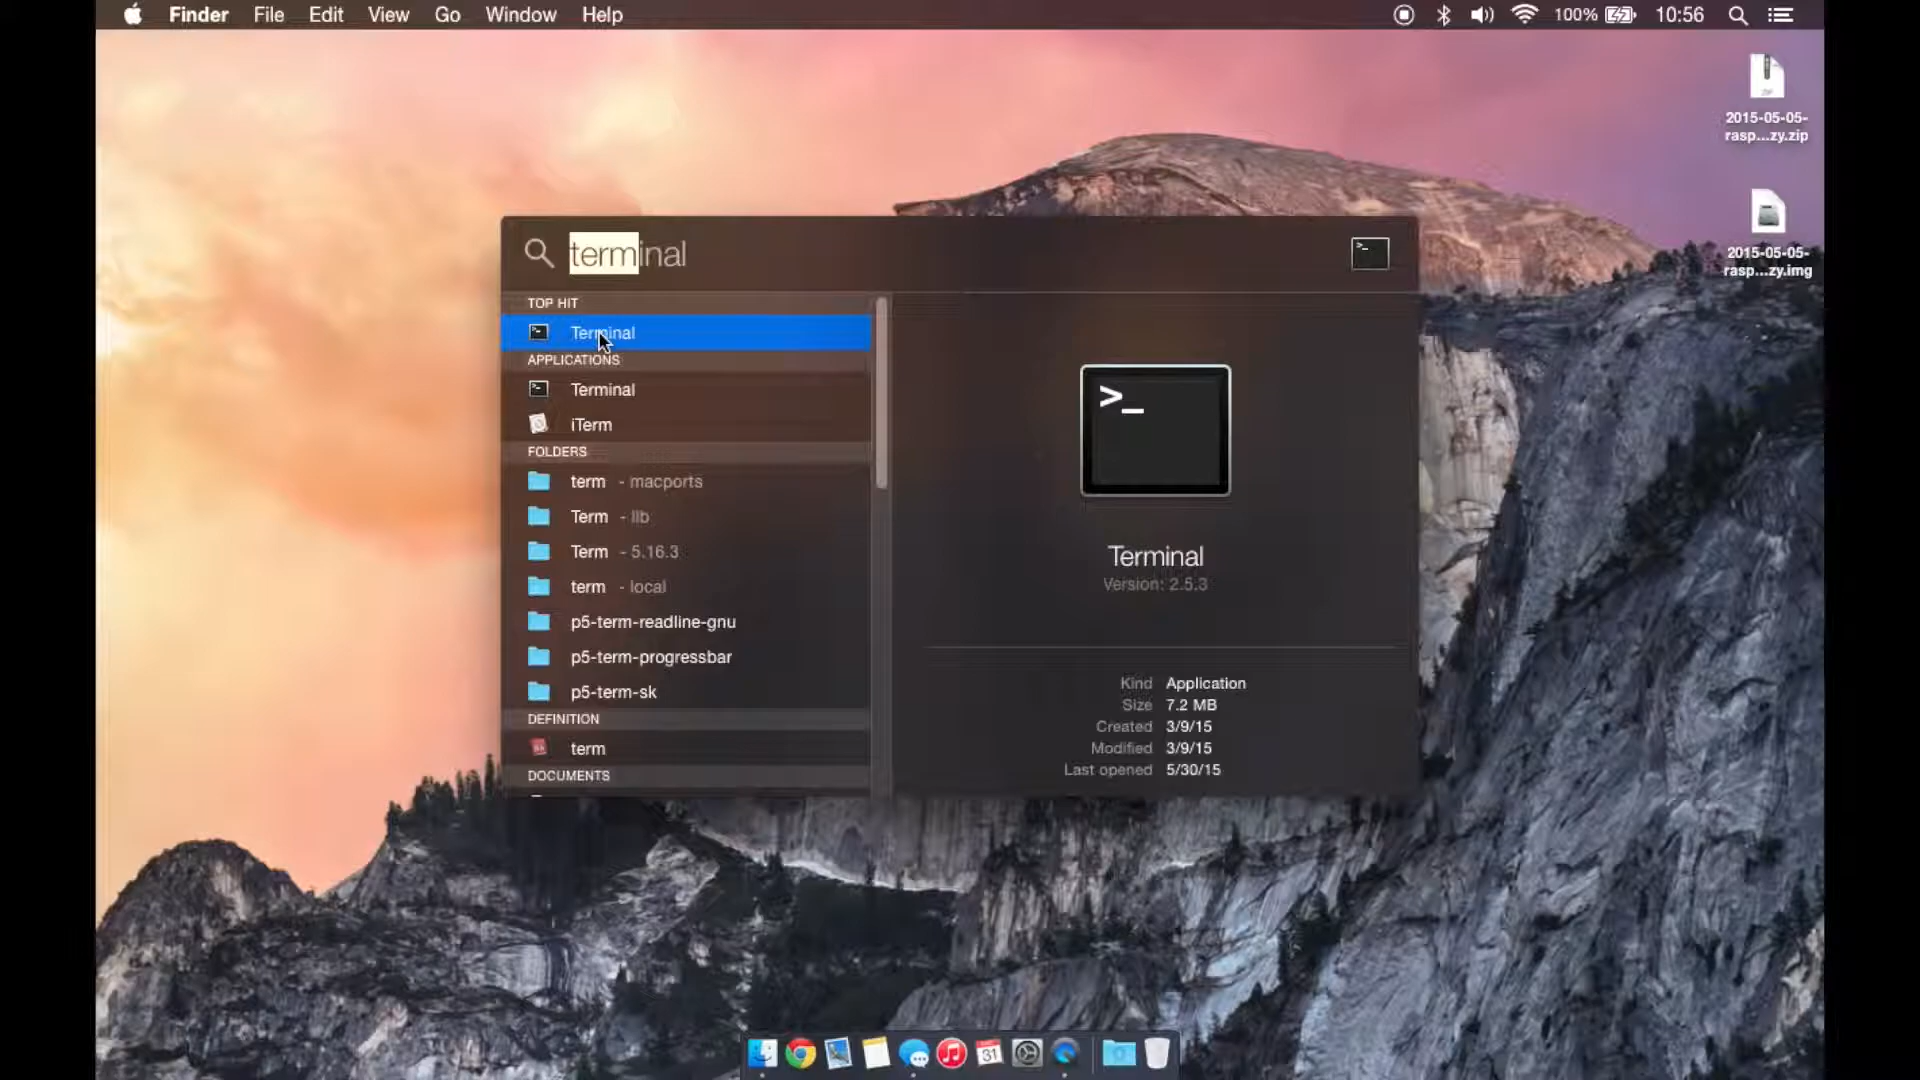 Finder File Edit View Go Window Help 100% 10:56
2015-05-05-
rasp...zy.zip
2015-05-05-
rasp...zy.img
terminal
TOP HIT
Terminal
APPLICATIONS
Terminal
iTerm
FOLDERS
term - macports
Term - lib
Term - 5.16.3
term - local
p5-term-readline-gnu
p5-term-progressbar
p5-term-sk
DEFINITION
term
DOCUMENTS
>_
Terminal
Version: 2.5.3
Kind Application
Size 7.2 MB
Created 3/9/15
Modified 3/9/15
Last opened 5/30/15
31